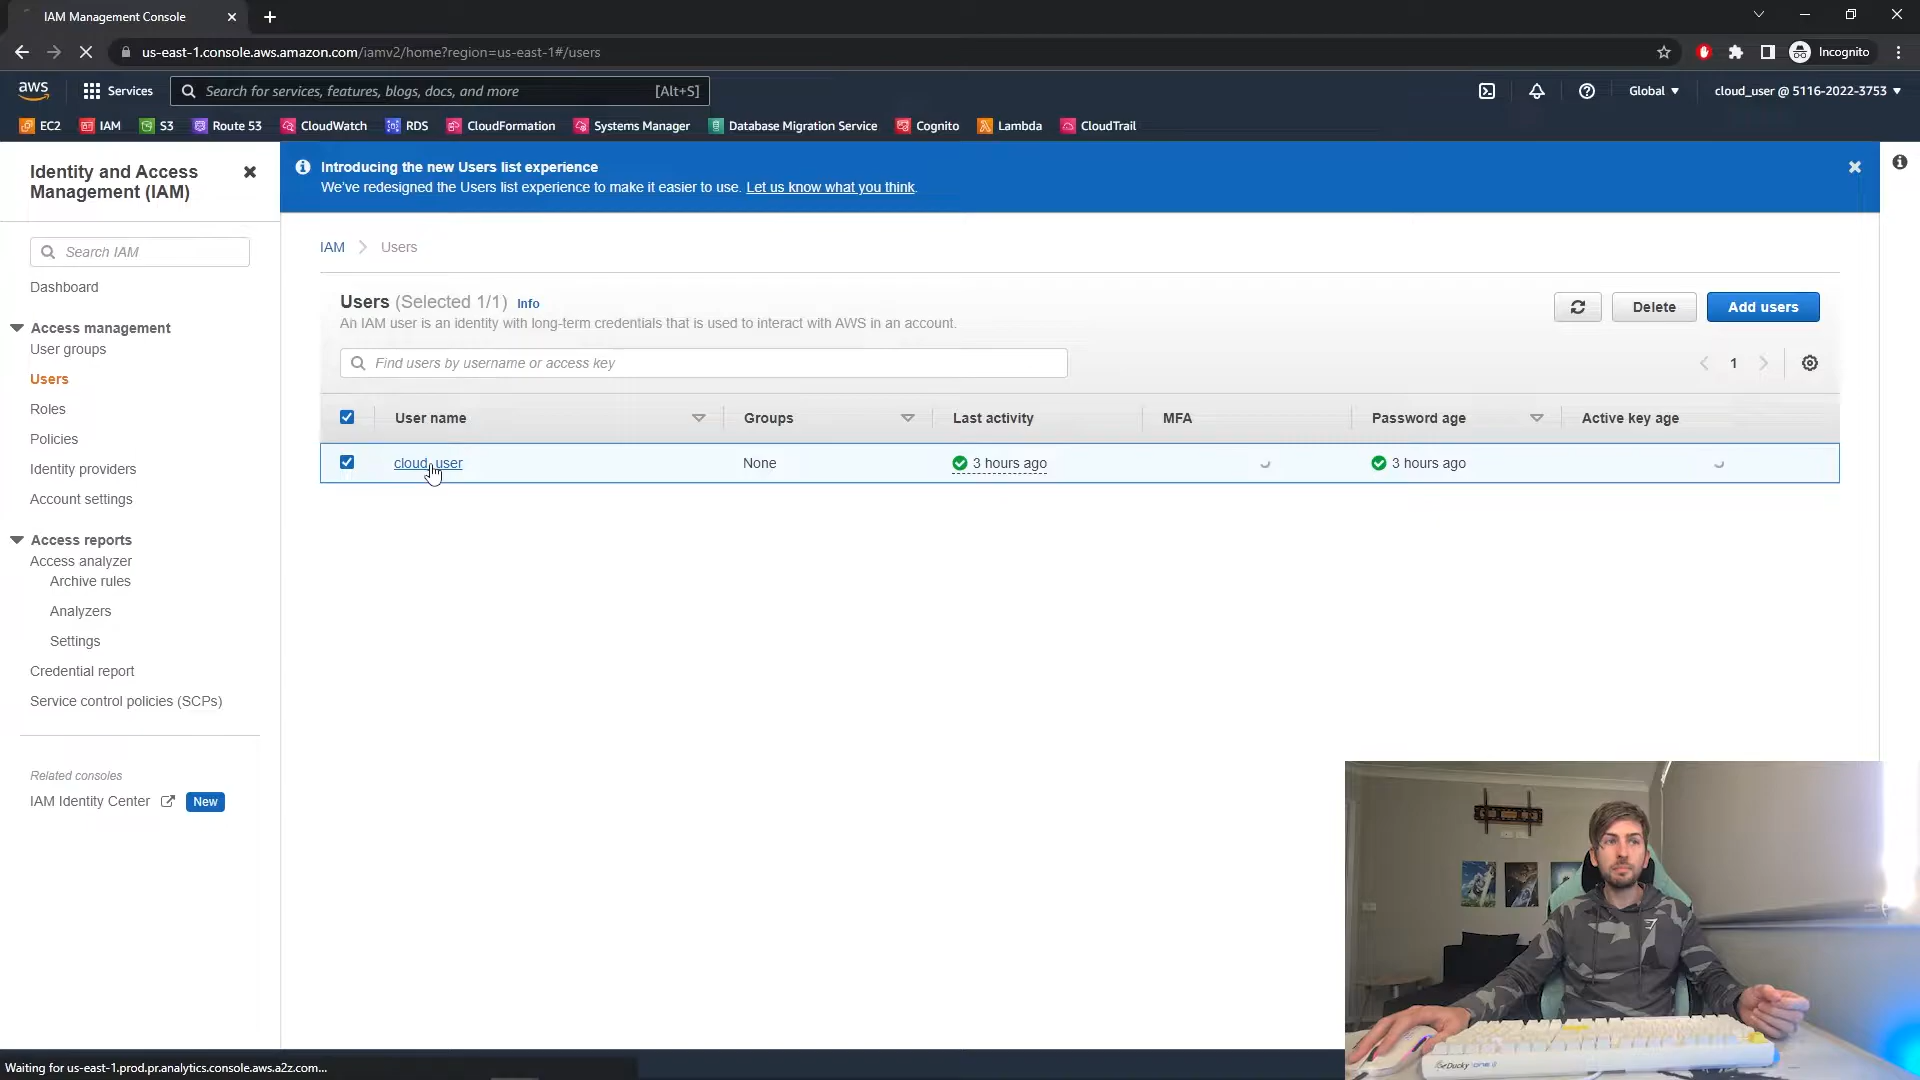 IAM Management Console
us-east-1.console.aws.amazon.com/iamv2/home?region=us-east-1#/users
Incognito
aws
Services
Search for services, features, blogs, docs, and more
[Alt+S]
Global
cloud_user @ 5116-2022-3753
EC2
IAM
S3
Route 53
CloudWatch
RDS
CloudFormation
Systems Manager
Database Migration Service
Cognito
Lambda
CloudTrail
Identity and Access
Management (IAM)
Search IAM
Dashboard
Access management
User groups
Users
Roles
Policies
Identity providers
Account settings
Access reports
Access analyzer
Archive rules
Analyzers
Settings
Credential report
Service control policies (SCPs)
Related consoles
IAM Identity Center
New
Introducing the new Users list experience
We've redesigned the Users list experience to make it easier to use. Let us know what you think.
IAM
Users
Users (Selected 1/1) Info
An IAM user is an identity with long-term credentials that is used to interact with AWS in an account.
Delete
Add users
Find users by username or access key
1
User name
Groups
Last activity
MFA
Password age
Active key age
cloud_user
None
3 hours ago
3 hours ago
Waiting for us-east-1.prod.pr.analytics.console.aws.a2z.com...
Ducky one